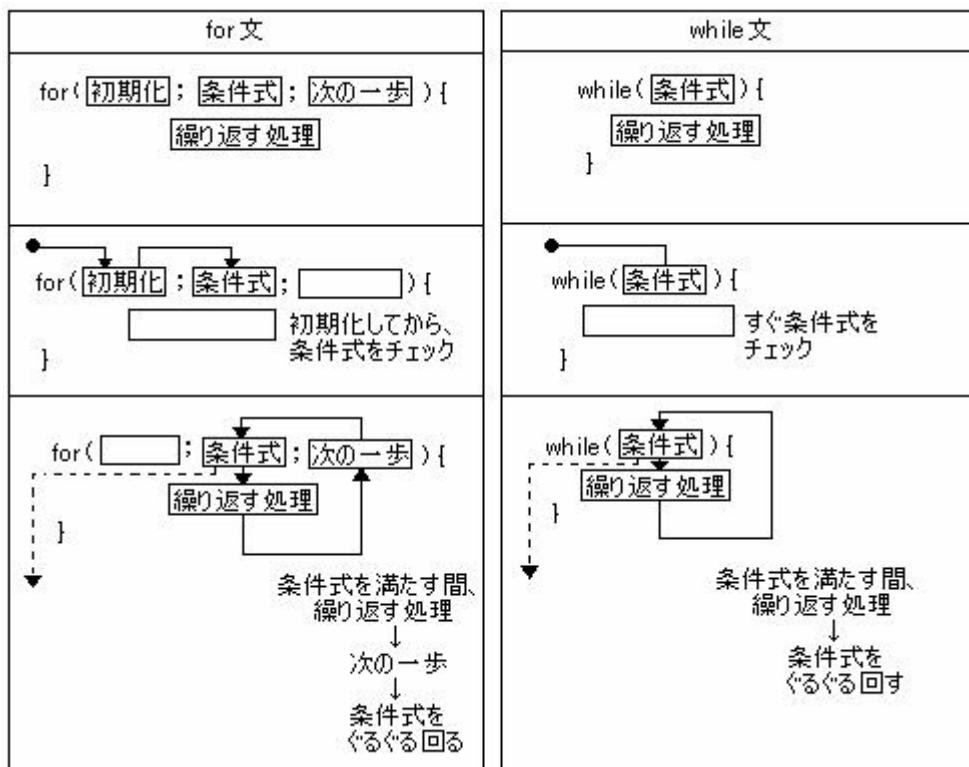 for文
for(初期化; 条件式; 次の一歩){
繰り返す処理
}
for(初期化;条件式; ){
初期化してから、
条件式をチェック
}
for( ;条件式;次の一歩){
繰り返す処理
}
条件式を満たす間、
繰り返す処理
↓
次の一歩
↓
条件式を
ぐるぐる回る
while文
while(条件式){
繰り返す処理
}
while(条件式){
すぐ条件式を
チェック
}
while(条件式){
繰り返す処理
}
条件式を満たす間、
繰り返す処理
↓
条件式を
ぐるぐる回す